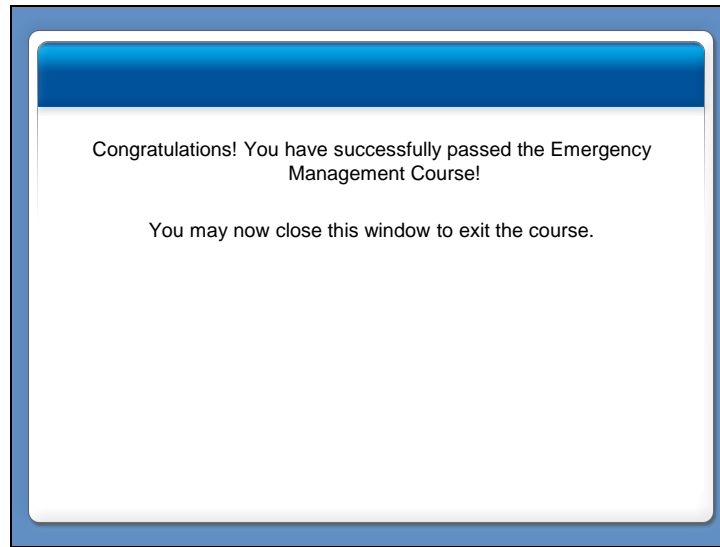 Congratulations! You have successfully passed the Emergency
Management Course!
You may now close this window to exit the course.